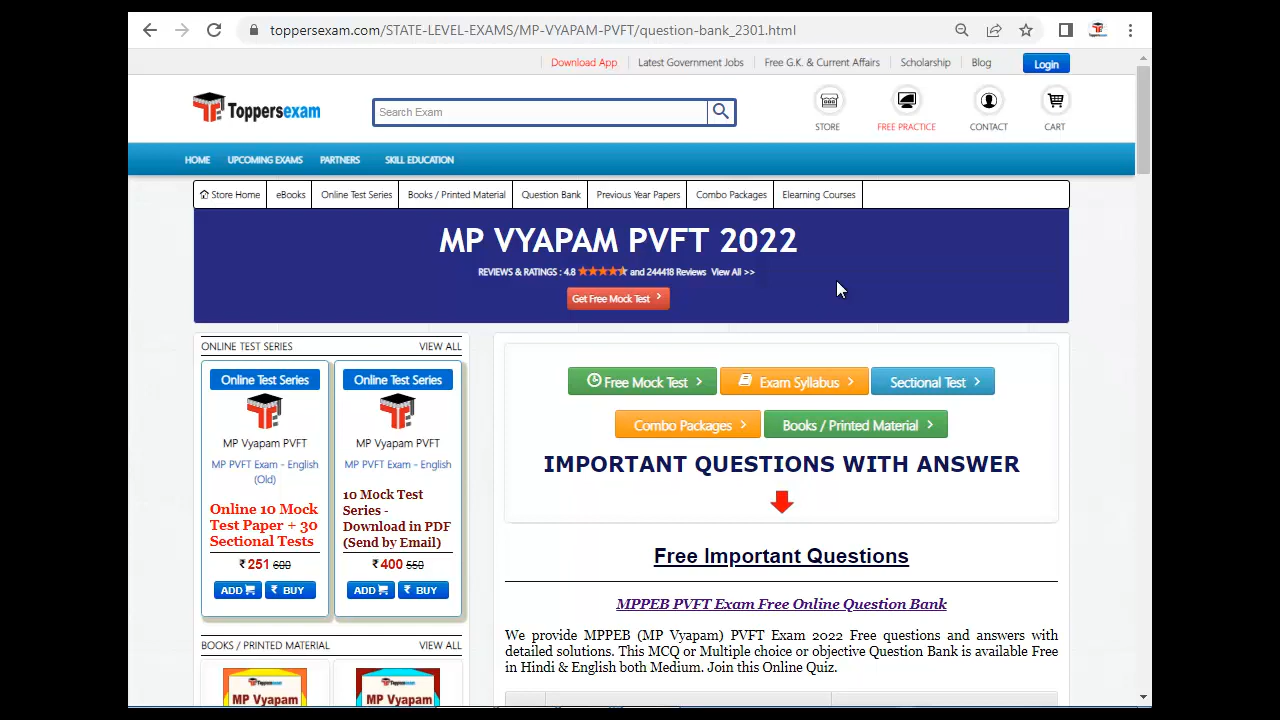 toppersexam.com/STATE-LEVEL-EXAMS/MP-VYAPAM-PVFT/question-bank_2301.html
Download App
Latest Government Jobs
Free G.K. & Current Affairs
Scholarship
Blog
Login
Toppersexam
Search Exam
STORE
FREE PRACTICE
CONTACT
CART
HOME
UPCOMING EXAMS
PARTNERS
SKILL EDUCATION
Store Home
eBooks
Online Test Series
Books / Printed Material
Question Bank
Previous Year Papers
Combo Packages
Elearning Courses
MP VYAPAM PVFT 2022
REVIEWS & RATINGS : 4.8 ★★★★★ and 244418 Reviews View All >>
Get Free Mock Test >
ONLINE TEST SERIES
VIEW ALL
Online Test Series
MP Vyapam PVFT
MP PVFT Exam - English
(Old)
Online 10 Mock
Test Paper + 30
Sectional Tests
₹ 251 600
ADD
₹ BUY
Online Test Series
MP Vyapam PVFT
MP PVFT Exam - English
10 Mock Test
Series -
Download in PDF
(Send by Email)
₹ 400 550
ADD
₹ BUY
BOOKS / PRINTED MATERIAL
VIEW ALL
Toppersexam
MP Vyapam
Toppersexam
MP Vyapam
Free Mock Test >
Exam Syllabus >
Sectional Test >
Combo Packages >
Books / Printed Material >
IMPORTANT QUESTIONS WITH ANSWER
Free Important Questions
MPPEB PVFT Exam Free Online Question Bank
We provide MPPEB (MP Vyapam) PVFT Exam 2022 Free questions and answers with
detailed solutions. This MCQ or Multiple choice or objective Question Bank is available Free
in Hindi & English both Medium. Join this Online Quiz.